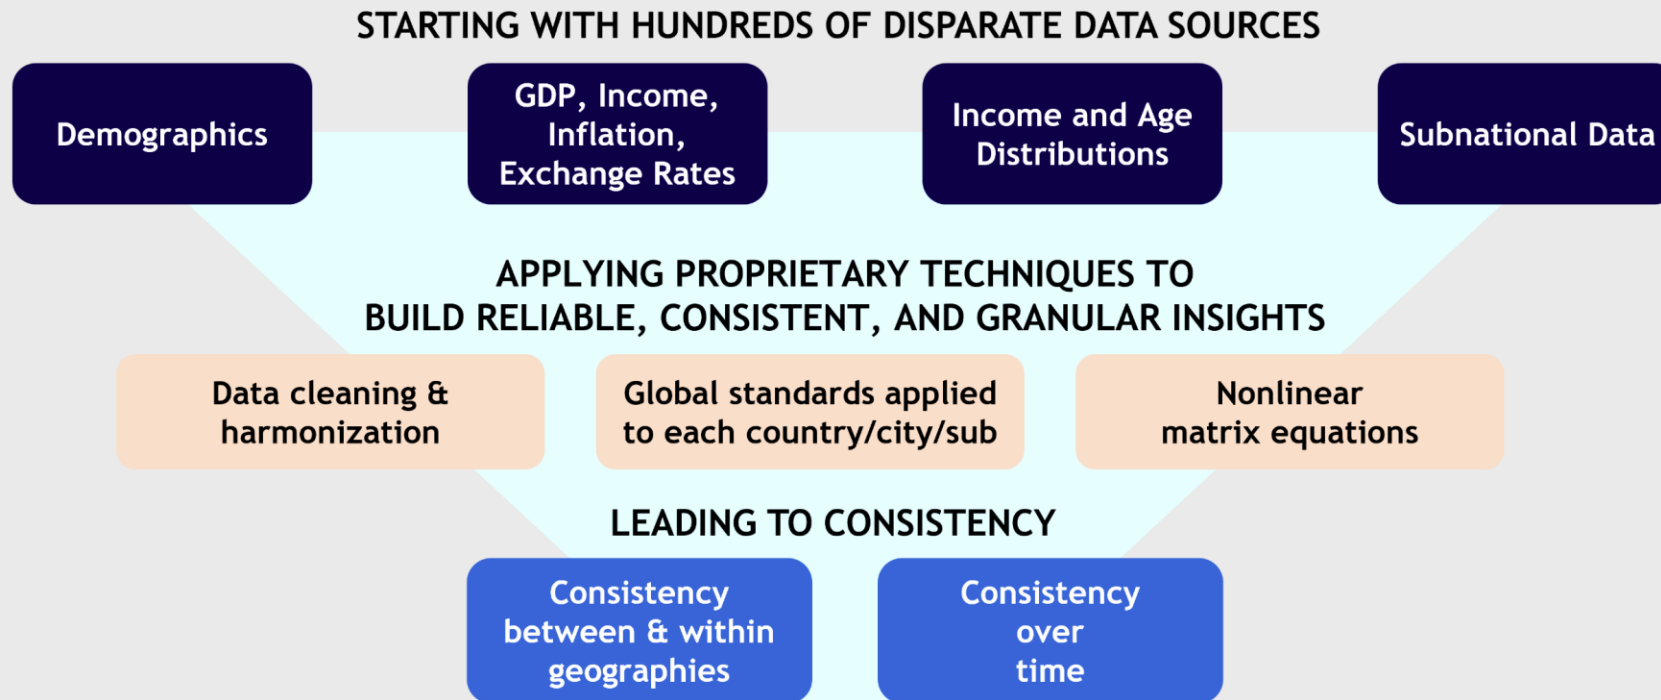 STARTING WITH HUNDREDS OF DISPARATE DATA SOURCES
Demographics
GDP, Income,
Inflation,
Exchange Rates
Income and Age
Distributions
Subnational Data
APPLYING PROPRIETARY TECHNIQUES TO
BUILD RELIABLE, CONSISTENT, AND GRANULAR INSIGHTS
Data cleaning &
harmonization
Global standards applied
to each country/city/sub
Nonlinear
matrix equations
LEADING TO CONSISTENCY
Consistency
between & within
geographies
Consistency
over
time